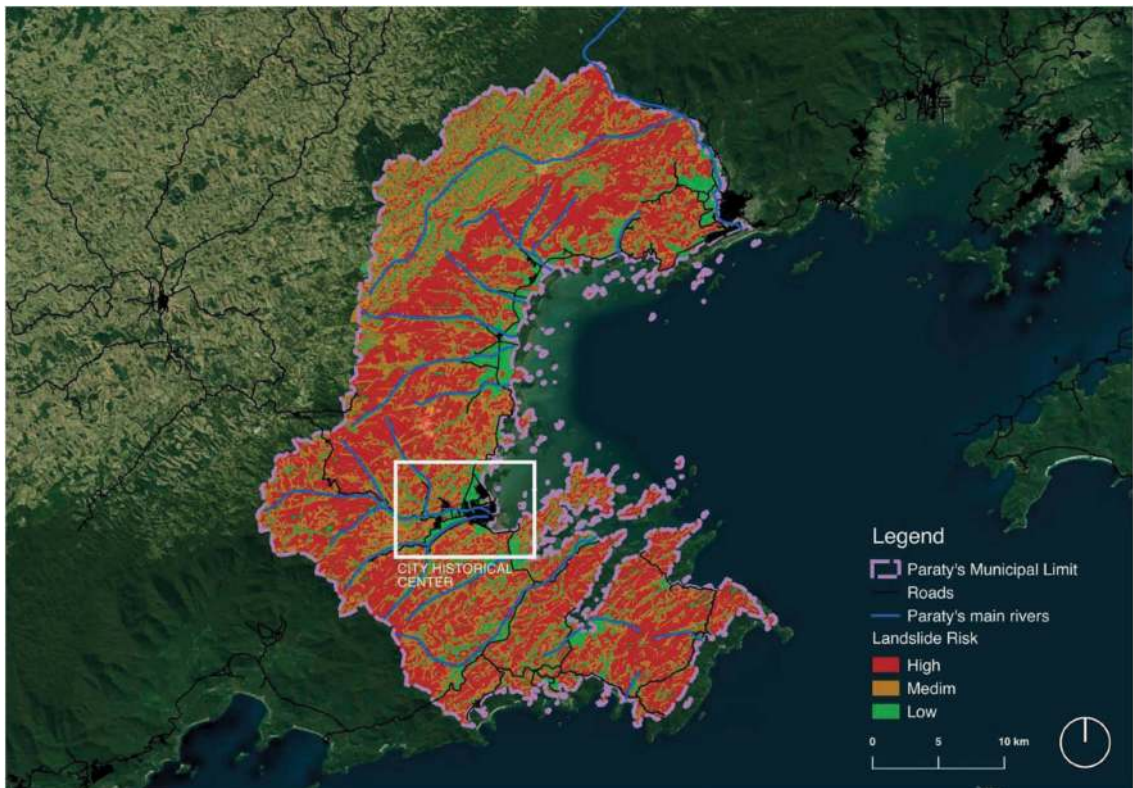 CITY HISTORICAL
CENTER
Legend
Paraty's Municipal Limit
Roads
Paraty's main rivers
Landslide Risk
High
Medim
Low
0 5 10 km